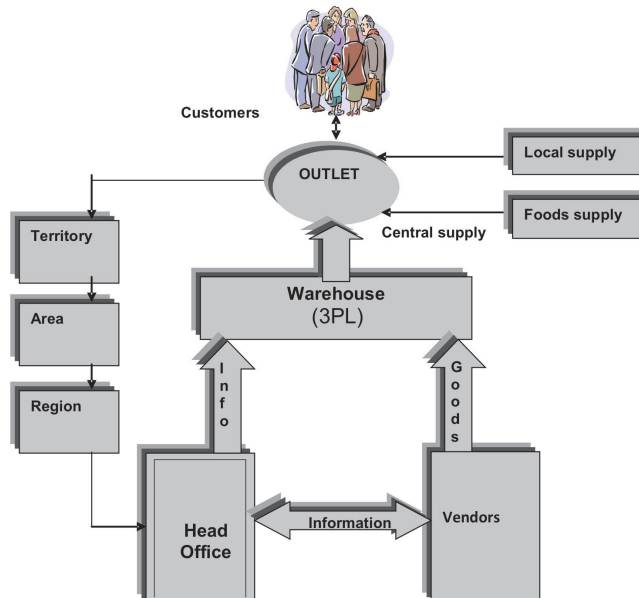 Customers
OUTLET
Local supply
Foods supply
Central supply
Territory
Area
Region
Warehouse
(3PL)
Info
Goods
Head
Office
Information
Vendors